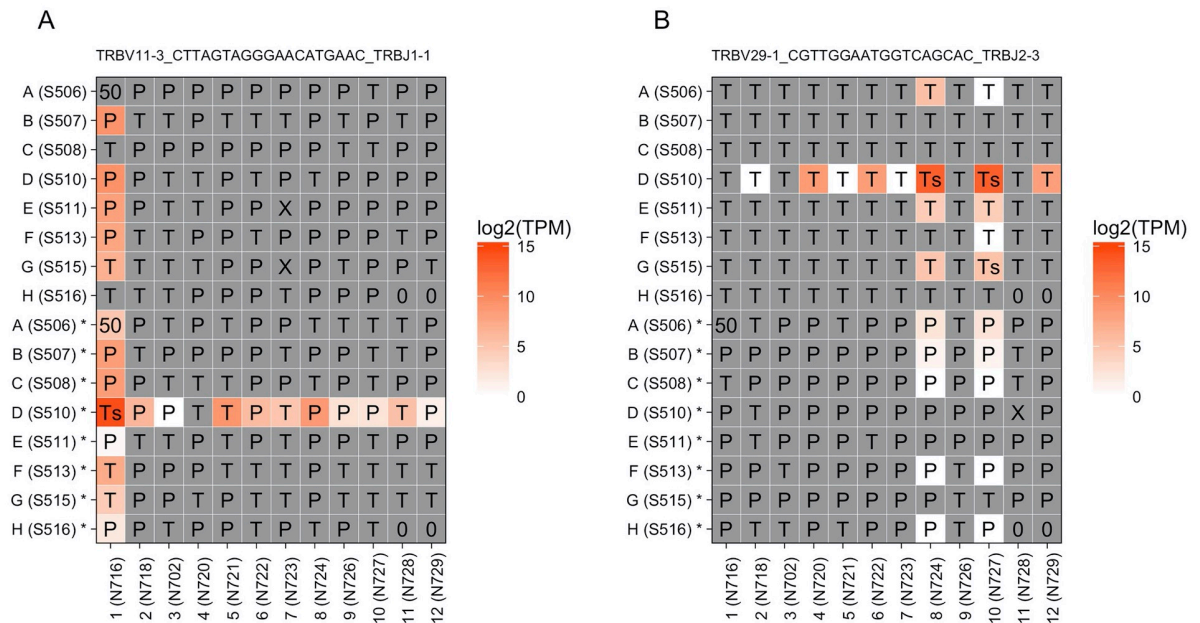 A
TRBV11-3_CTTAGTAGGGAACATGAAC_TRBJ1-1
A (S506) 50 P P P P P P P P T P P
B (S507) P T T P T T T P T P T P
C (S508) T P P P P P P P T T P P
D (S510) P P T T P T P T P P P P
E (S511) P P T T P P X P P P P P
F (S513) P T T P P T P P P P T P
G (S515) T T T T P P X P T P P T
H (S516) T T T P P P T P P P 0 0
A (S506) * 50 P T P T P P T T T T P
B (S507) * P T P P P P T P P T T P
C (S508) * P P T T T P P T P T P P
D (S510) * Ts P P T T P T P P P T P
E (S511) * P T T P P P P P P P P P
F (S513) * T P P P T T T P T T T T
G (S515) * T P P T P T T P T T T T
H (S516) * P P T P P T P T P T 0 0
1 (N716)
2 (N718)
3 (N702)
4 (N720)
5 (N721)
6 (N722)
7 (N723)
8 (N724)
9 (N726)
10 (N727)
11 (N728)
12 (N729)
log2(TPM)
15
10
5
0
B
TRBV29-1_CGTTGGAATGGTCAGCAC_TRBJ2-3
A (S506) T T T T T T T T T T T T
B (S507) T T T T T T T T T T T T
C (S508) T T T T T T T T T T T T
D (S510) T T T T T T T Ts T Ts T T
E (S511) T T T T T T T T T T T T
F (S513) T T T T T T T T T T T T
G (S515) T T T T T T T T T Ts T T
H (S516) T T T T T T T T T T 0 0
A (S506) * 50 T P P T P P P T P P P
B (S507) * P P P P P P P P P P T P
C (S508) * T P P P P P P P P P T P
D (S510) * P T P P P P P P P P X P
E (S511) * P T P P P T P P P P P P
F (S513) * P P T P P P P P T P P P
G (S515) * P P P P P P P P T T P P
H (S516) * P T T P P P P P T P 0 0
1 (N716)
2 (N718)
3 (N702)
4 (N720)
5 (N721)
6 (N722)
7 (N723)
8 (N724)
9 (N726)
10 (N727)
11 (N728)
12 (N729)
log2(TPM)
15
10
5
0